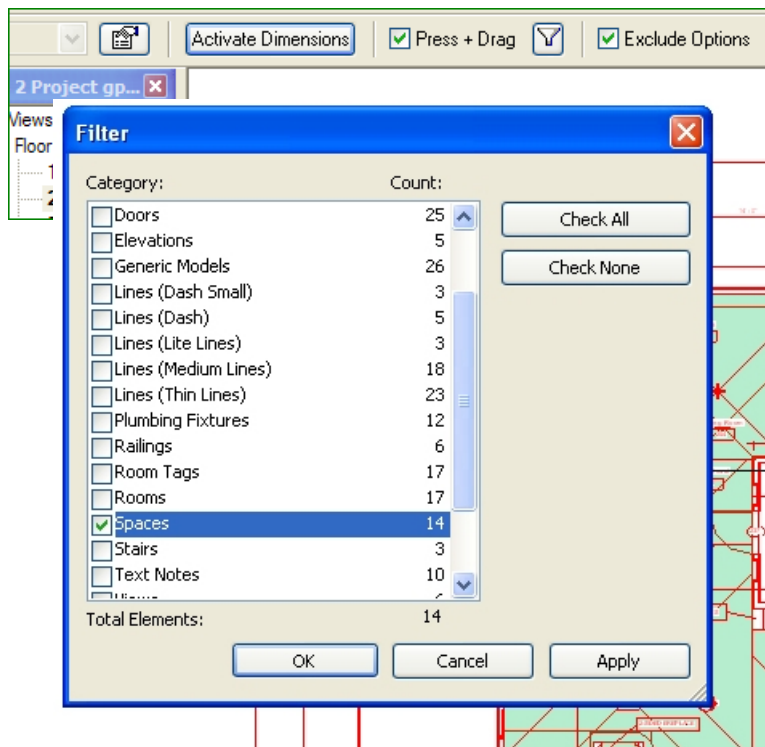 Activate Dimensions Press + Drag Exclude Options
2 Project gp...
Views
Floor
1
2
Filter
Category: Count:
Doors 25
Elevations 5
Generic Models 26
Lines (Dash Small) 3
Lines (Dash) 5
Lines (Lite Lines) 3
Lines (Medium Lines) 18
Lines (Thin Lines) 23
Plumbing Fixtures 12
Railings 6
Room Tags 17
Rooms 17
Spaces 14
Stairs 3
Text Notes 10
Total Elements: 14
Check All
Check None
OK Cancel Apply